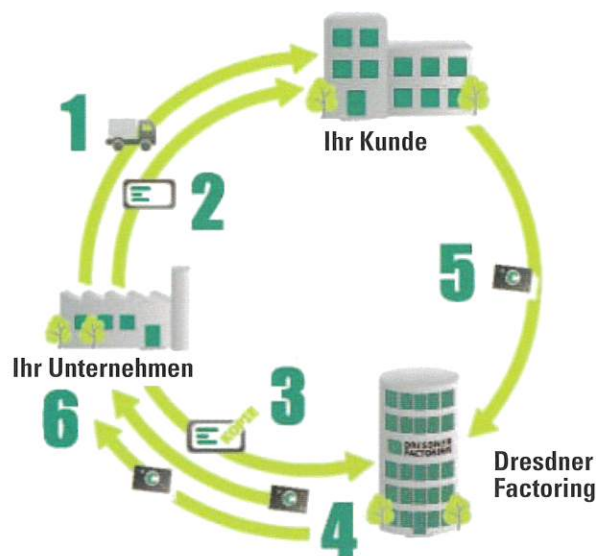 Ihr Kunde
1
2
5
Ihr Unternehmen
3
KOPIE
6
DRESDNER
FACTORING
Dresdner
Factoring
4